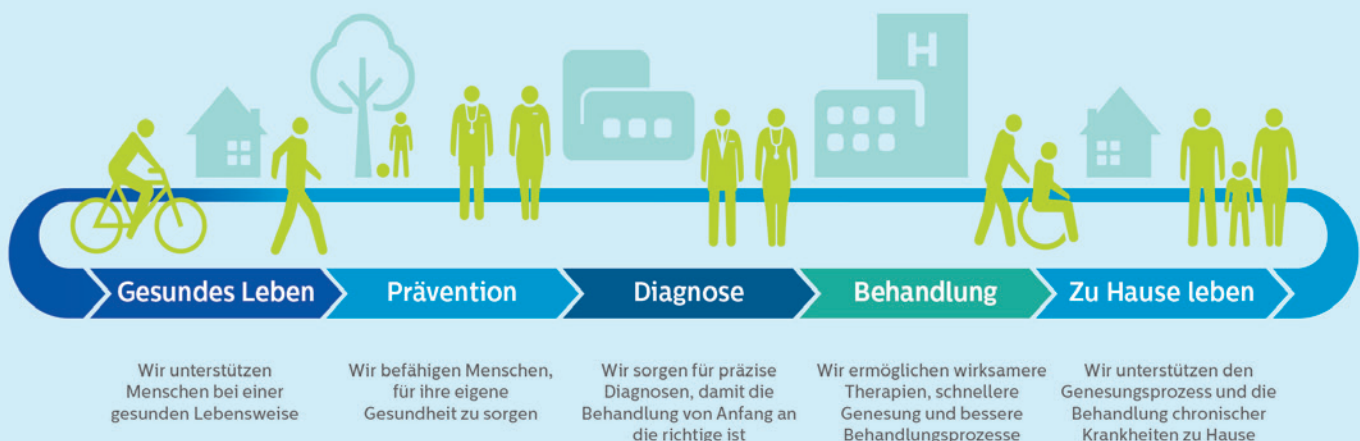 H
Gesundes Leben
Prävention
Diagnose
Behandlung
Zu Hause leben
Wir unterstützen
Menschen bei einer
gesunden Lebensweise
Wir befähigen Menschen,
für ihre eigene
Gesundheit zu sorgen
Wir sorgen für präzise
Diagnosen, damit die
Behandlung von Anfang an
die richtige ist
Wir ermöglichen wirksamere
Therapien, schnellere
Genesung und bessere
Behandlungsprozesse
Wir unterstützen den
Genesungsprozess und die
Behandlung chronischer
Krankheiten zu Hause